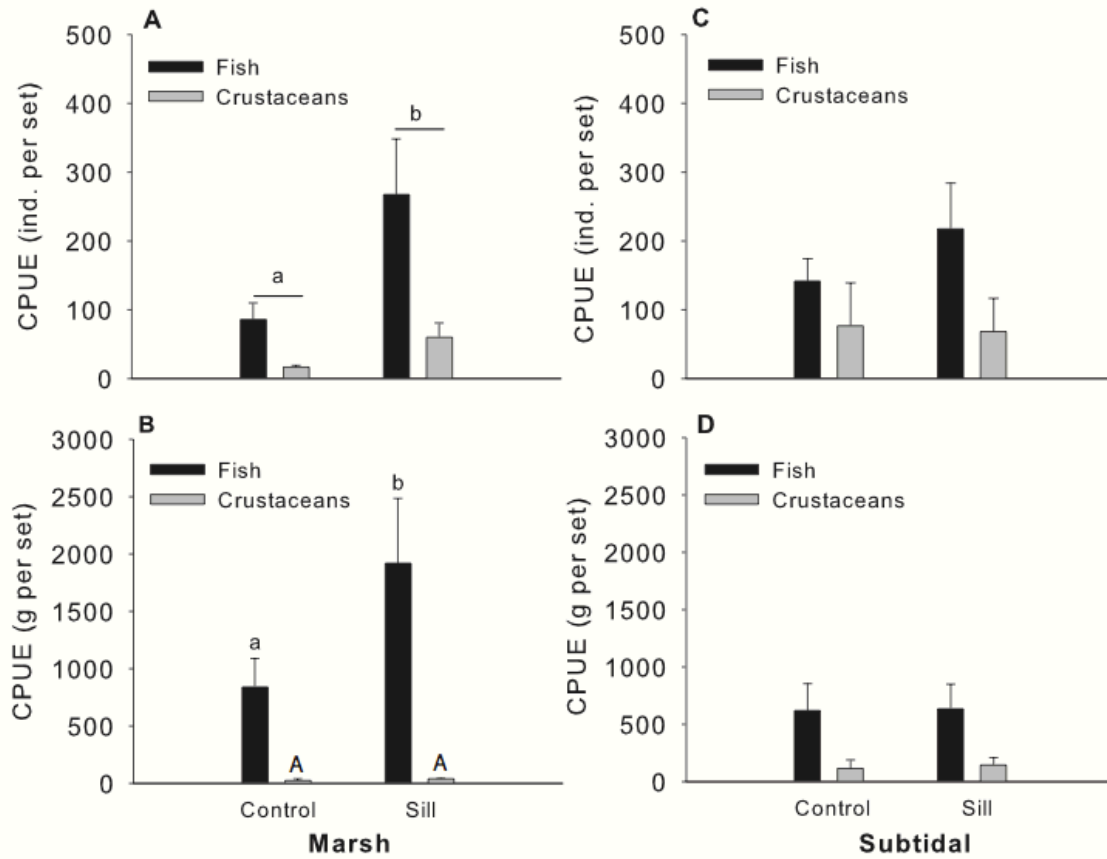 A
CPUE (ind. per set)
500
400
300
200
100
0
Fish
Crustaceans
a
b
C
CPUE (ind. per set)
500
400
300
200
100
0
Fish
Crustaceans
B
CPUE (g per set)
3000
2500
2000
1500
1000
500
0
Fish
Crustaceans
a
A
b
A
Control
Sill
Marsh
D
CPUE (g per set)
3000
2500
2000
1500
1000
500
0
Fish
Crustaceans
Control
Sill
Subtidal